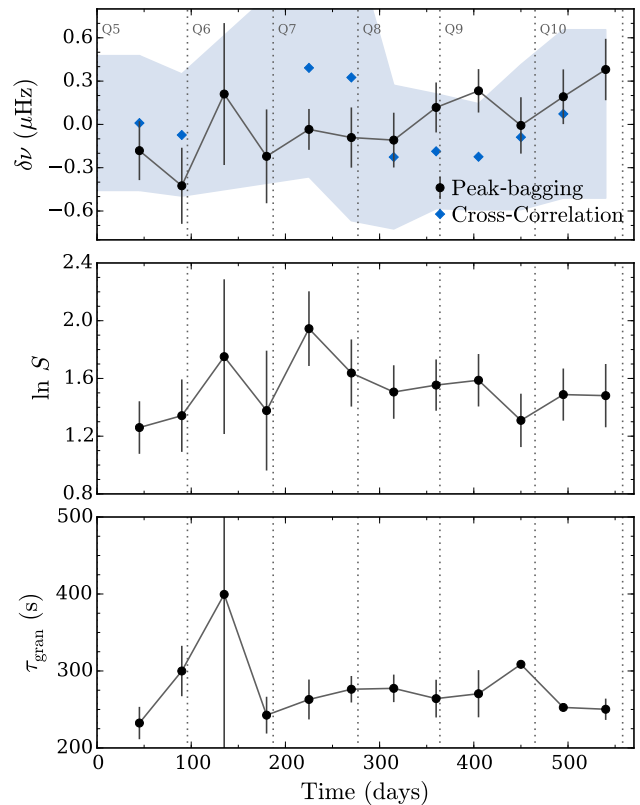 Q5 Q6 Q7 Q8 Q9 Q10
0.6
0.3
0.0
−0.3
−0.6
δν (μHz)
Peak-bagging
Cross-Correlation
2.4
2.0
1.6
1.2
0.8
ln S
500
400
300
200
τgran (s)
0 100 200 300 400 500
Time (days)